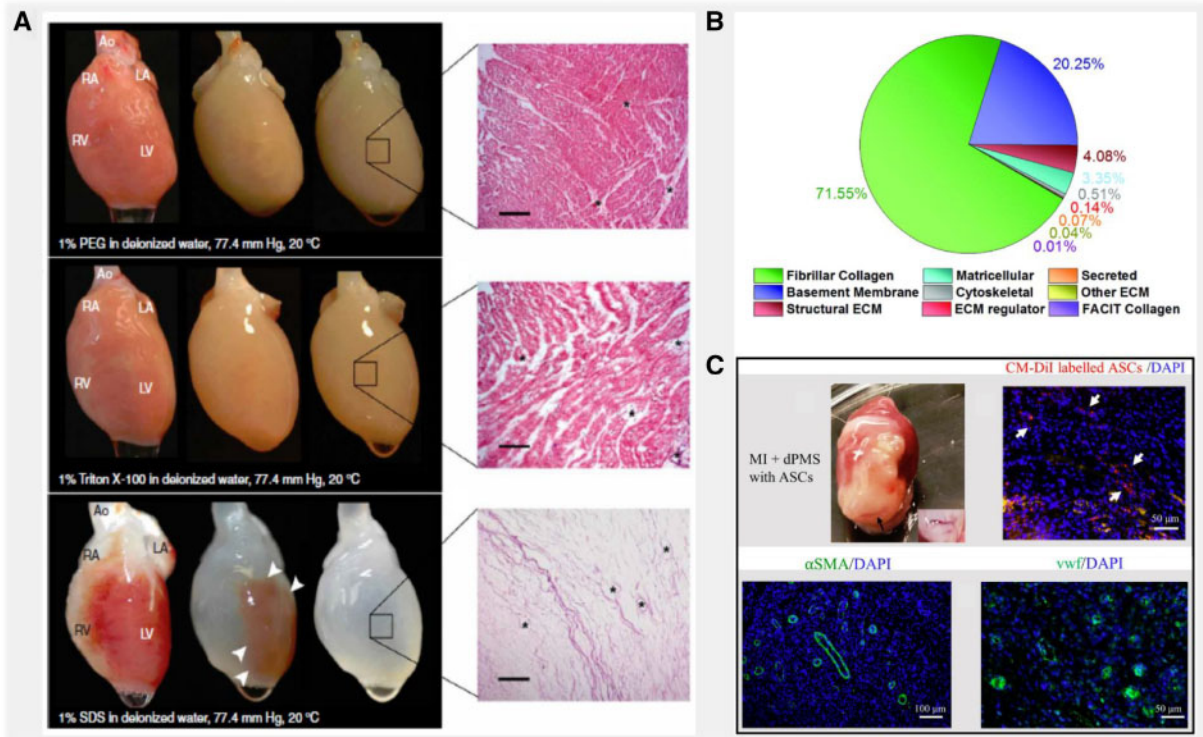 A
Ao
RA
LA
RV
LV
1% PEG in deionized water, 77.4 mm Hg, 20 °C
Ao
RA
LA
RV
LV
1% Triton X-100 in deionized water, 77.4 mm Hg, 20 °C
Ao
RA
LA
RV
LV
1% SDS in deionized water, 77.4 mm Hg, 20 °C
*
*
*
*
*
*
*
*
*
*
*
B
20.25%
4.08%
3.35%
0.51%
0.14%
0.07%
0.04%
0.01%
71.55%
Fibrillar Collagen Matricellular Secreted
Basement Membrane Cytoskeletal Other ECM
Structural ECM ECM regulator FACIT Collagen
C
CM-DiI labelled ASCs /DAPI
MI + dPMS
with ASCs
50 μm
αSMA/DAPI
vwf/DAPI
100 μm
50 μm